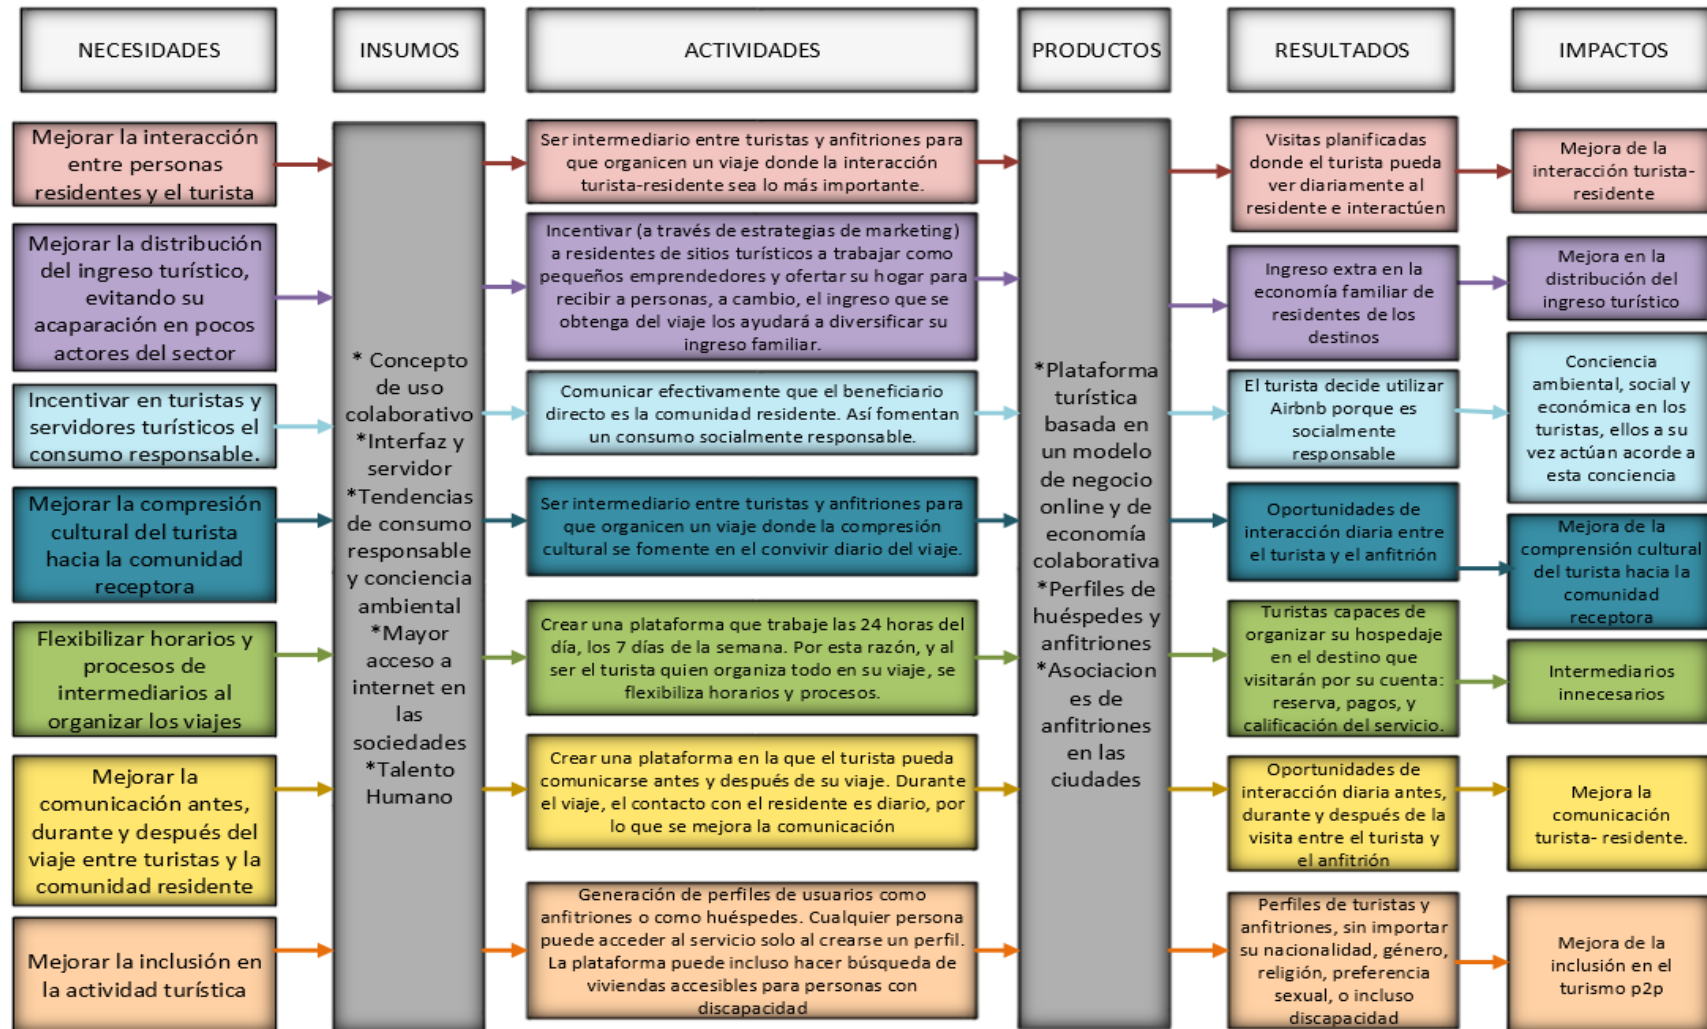 NECESIDADES
INSUMOS
ACTIVIDADES
PRODUCTOS
RESULTADOS
IMPACTOS
Mejorar la interacción
entre personas
residentes y el turista
Mejorar la distribución
del ingreso turístico,
evitando su
acaparación en pocos
actores del sector
Incentivar en turistas y
servidores turísticos el
consumo responsable.
Mejorar la compresión
cultural del turista
hacia la comunidad
receptora
Flexibilizar horarios y
procesos de
intermediarios al
organizar los viajes
Mejorar la
comunicación antes,
durante y después del
viaje entre turistas y la
comunidad residente
Mejorar la inclusión en
la actividad turística
* Concepto
de uso
colaborativo
*Interfaz y
servidor
*Tendencias
de consumo
responsable
y conciencia
ambiental
*Mayor
acceso a
internet en
las
sociedades
*Talento
Humano
Ser intermediario entre turistas y anfitriones para
que organicen un viaje donde la interacción
turista-residente sea lo más importante.
Incentivar (a través de estrategias de marketing)
a residentes de sitios turísticos a trabajar como
pequeños emprendedores y ofertar su hogar para
recibir a personas, a cambio, el ingreso que se
obtenga del viaje los ayudará a diversificar su
ingreso familiar.
Comunicar efectivamente que el beneficiario
directo es la comunidad residente. Así fomentan
un consumo socialmente responsable.
Ser intermediario entre turistas y anfitriones para
que organicen un viaje donde la compresión
cultural se fomente en el convivir diario del viaje.
Crear una plataforma que trabaje las 24 horas del
día, los 7 días de la semana. Por esta razón, y al
ser el turista quien organiza todo en su viaje, se
flexibiliza horarios y procesos.
Crear una plataforma en la que el turista pueda
comunicarse antes y después de su viaje. Durante
el viaje, el contacto con el residente es diario, por
lo que se mejora la comunicación
Generación de perfiles de usuarios como
anfitriones o como huéspedes. Cualquier persona
puede acceder al servicio solo al crearse un perfil.
La plataforma puede incluso hacer búsqueda de
viviendas accesibles para personas con
discapacidad
*Plataforma
turística
basada en
un modelo
de negocio
online y de
economía
colaborativa
*Perfiles de
huéspedes y
anfitriones
*Asociacion
es de
anfitriones
en las
ciudades
Visitas planificadas
donde el turista pueda
ver diariamente al
residente e interactúen
Ingreso extra en la
economía familiar de
residentes de los
destinos
El turista decide utilizar
Airbnb porque es
socialmente
responsable
Oportunidades de
interacción diaria entre
el turista y el anfitrión
Turistas capaces de
organizar su hospedaje
en el destino que
visitarán por su cuenta:
reserva, pagos, y
calificación del servicio.
Oportunidades de
interacción diaria antes,
durante y después de la
visita entre el turista y
el anfitrión
Perfiles de turistas y
anfitriones, sin importar
su nacionalidad, género,
religión, preferencia
sexual, o incluso
discapacidad
Mejora de la
interacción turista-
residente
Mejora en la
distribución del
ingreso turístico
Conciencia
ambiental, social y
económica en los
turistas, ellos a su
vez actúan acorde a
esta conciencia
Mejora de la
comprensión cultural
del turista hacia la
comunidad
receptora
Intermediarios
innecesarios
Mejora la
comunicación
turista- residente.
Mejora de la
inclusión en el
turismo p2p